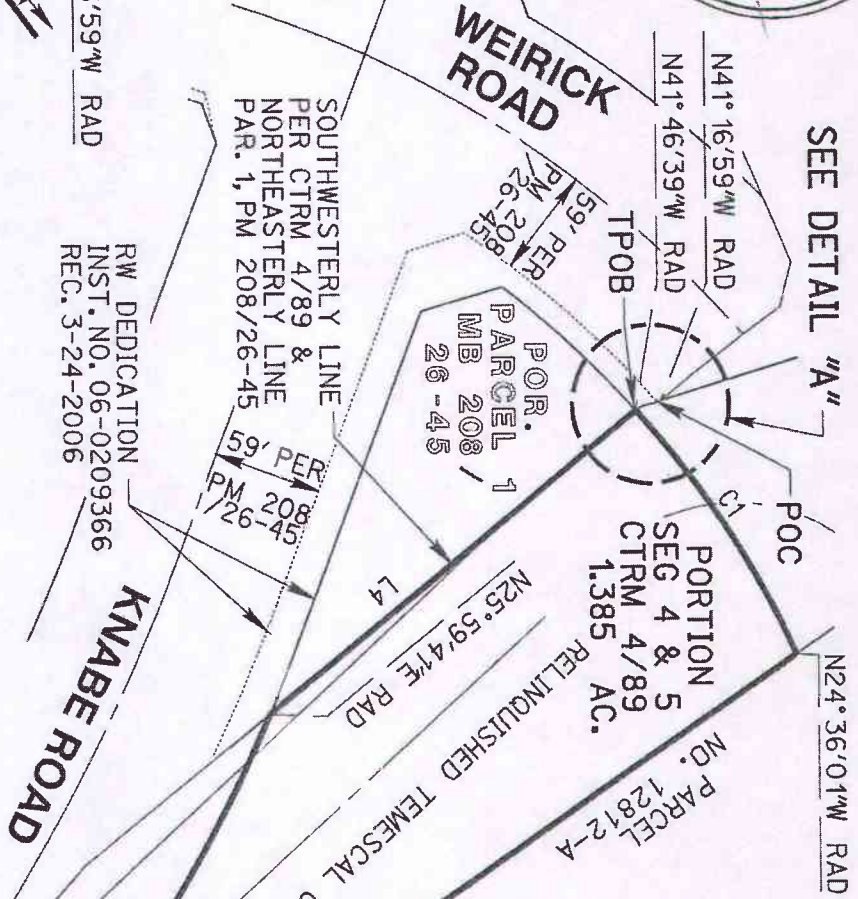 SEE DETAIL "A"
N41° 16'59"W RAD
N41° 46'39"W RAD
WEIRICK
ROAD
'59"W RAD
59' PER
PM 208
/26-45
TPOB
POC
C1
N24° 36'01"W RAD
SOUTHWESTERLY LINE
PER CTRM 4/89 &
NORTHEASTERLY LINE
PAR. 1, PM 208/26-45
POR.
PARCEL 1
MB 208
26-45
PORTION
SEG 4 & 5
CTRM 4/89
1.385 AC.
PARCEL
NO. 12812-A
RW DEDICATION
INST. NO. 06-0209366
REC. 3-24-2006
59' PER
PM 208
/26-45
L4
N25° 59'41"E RAD
RELINQUISHED TEMESCAL
KNABE ROAD